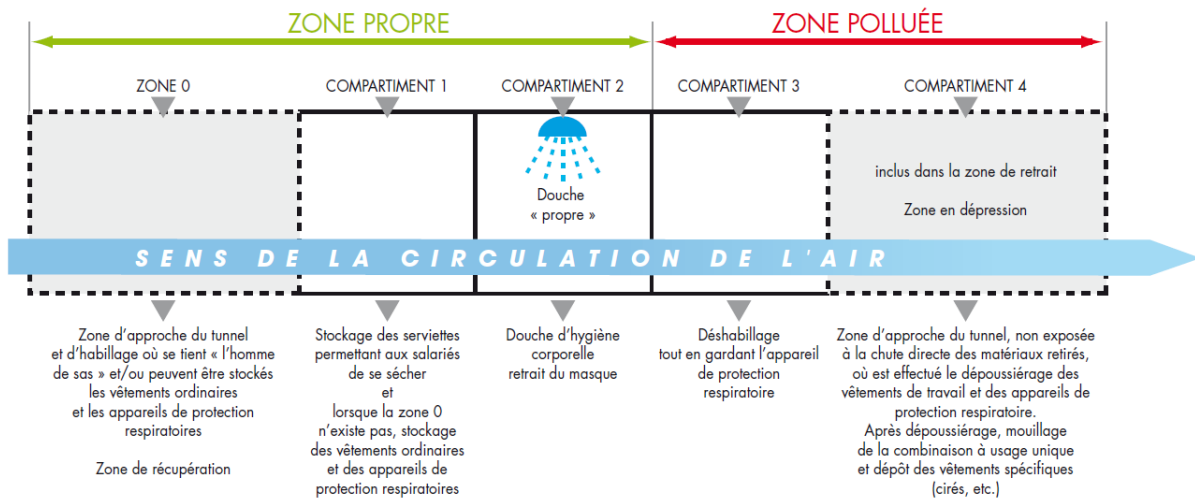 ZONE PROPRE
ZONE POLLUÉE
ZONE 0
COMPARTIMENT 1
COMPARTIMENT 2
COMPARTIMENT 3
COMPARTIMENT 4
Douche
« propre »
inclus dans la zone de retrait
Zone en dépression
SENS DE LA CIRCULATION DE L'AIR
Zone d’approche du tunnel
et d’habillage où se tient « l’homme
de sas » et/ou peuvent être stockés
les vêtements ordinaires
et les appareils de protection
respiratoires
Zone de récupération
Stockage des serviettes
permettant aux salariés
de se sécher
et
lorsque la zone 0
n’existe pas, stockage
des vêtements ordinaires
et des appareils de
protection respiratoires
Douche d’hygiène
corporelle
retrait du masque
Déshabillage
tout en gardant l’appareil
de protection
respiratoire
Zone d’approche du tunnel, non exposée
à la chute directe des matériaux retirés,
où est effectué le dépoussiérage des
vêtements de travail et des appareils de
protection respiratoire.
Après dépoussiérage, mouillage
de la combinaison à usage unique
et dépôt des vêtements spécifiques
(cirés, etc.)